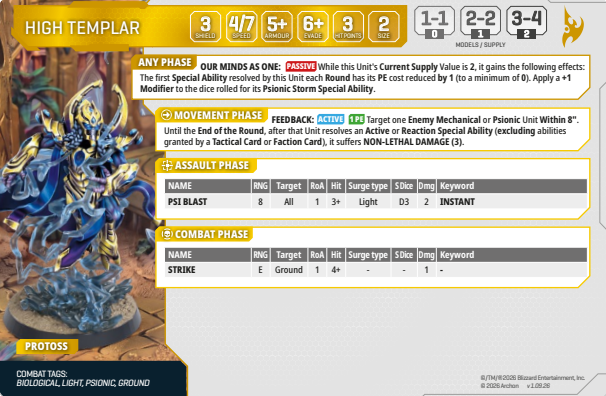 HIGH TEMPLAR
3 SHIELD
4/7 SPEED
5+ ARMOUR
6+ EVADE
3 HIT POINTS
2 SIZE
1-1 2-2 3-4
0 1 2
MODELS / SUPPLY
ANY PHASE
OUR MINDS AS ONE: PASSIVE While this Unit's Current Supply Value is 2, it gains the following effects:
The first Special Ability resolved by this Unit each Round has its PE cost reduced by 1 (to a minimum of 0). Apply a +1
Modifier to the dice rolled for its Psionic Storm Special Ability.
MOVEMENT PHASE
FEEDBACK: ACTIVE 1 PE Target one Enemy Mechanical or Psionic Unit Within 8".
Until the End of the Round, after that Unit resolves an Active or Reaction Special Ability (excluding abilities
granted by a Tactical Card or Faction Card), it suffers NON-LETHAL DAMAGE (3).
ASSAULT PHASE
NAME RNG Target RoA Hit Surge type S Dice Dmg Keyword
PSI BLAST 8 All 1 3+ Light D3 2 INSTANT
COMBAT PHASE
NAME RNG Target RoA Hit Surge type S Dice Dmg Keyword
STRIKE E Ground 1 4+ - - 1 -
PROTOSS
COMBAT TAGS:
BIOLOGICAL, LIGHT, PSIONIC, GROUND
©/TM/®2026 Blizzard Entertainment, Inc.
© 2026 Archon v.1.09.26